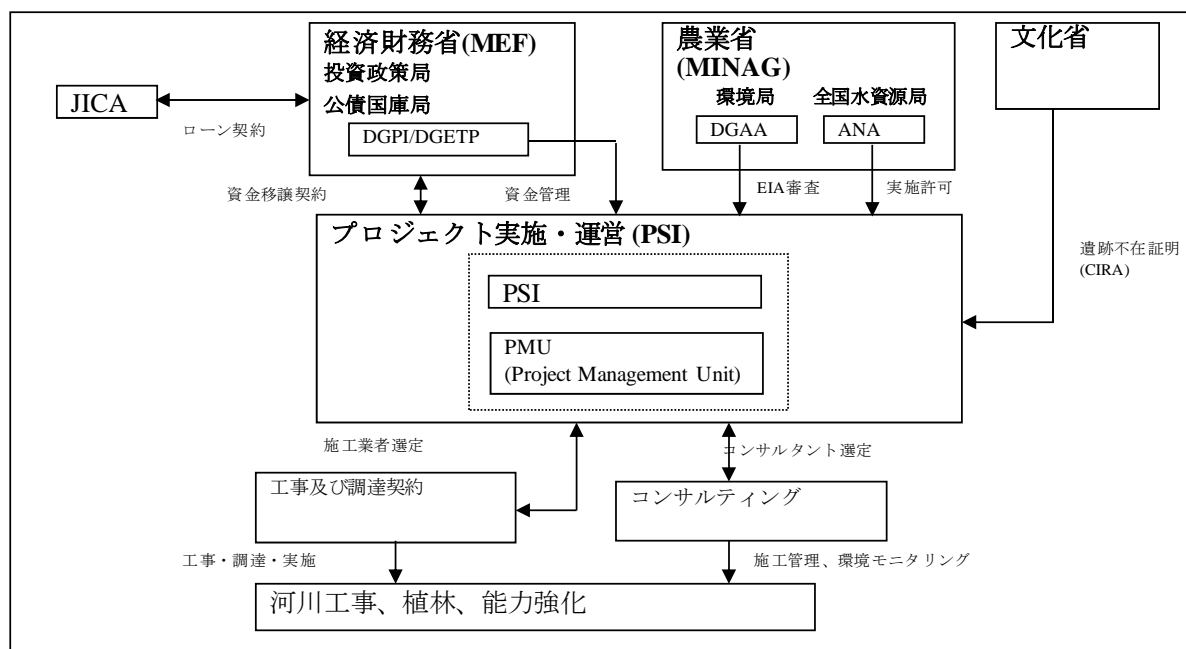 経済財務省(MEF)
投資政策局
公債国庫局
DGPI/DGETP
農業省
(MINAG)
環境局
全国水資源局
DGAA
ANA
文化省
JICA
ローン契約
資金移譲契約
資金管理
EIA審査
実施許可
プロジェクト実施・運営 (PSI)
遺跡不在証明
(CIRA)
PSI
PMU
(Project Management Unit)
施工業者選定
コンサルタント選定
工事及び調達契約
コンサルティング
工事・調達・実施
施工管理、環境モニタリング
河川工事、植林、能力強化